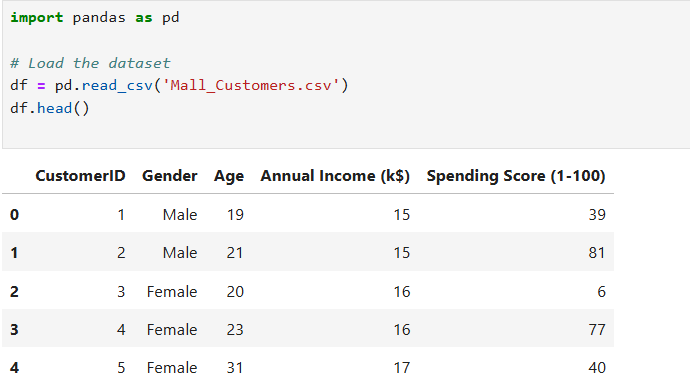 import pandas as pd
# Load the dataset
df = pd.read_csv('Mall_Customers.csv')
df.head()
CustomerID Gender Age Annual Income (k$) Spending Score (1-100)
0 1 Male 19 15 39
1 2 Male 21 15 81
2 3 Female 20 16 6
3 4 Female 23 16 77
4 5 Female 31 17 40